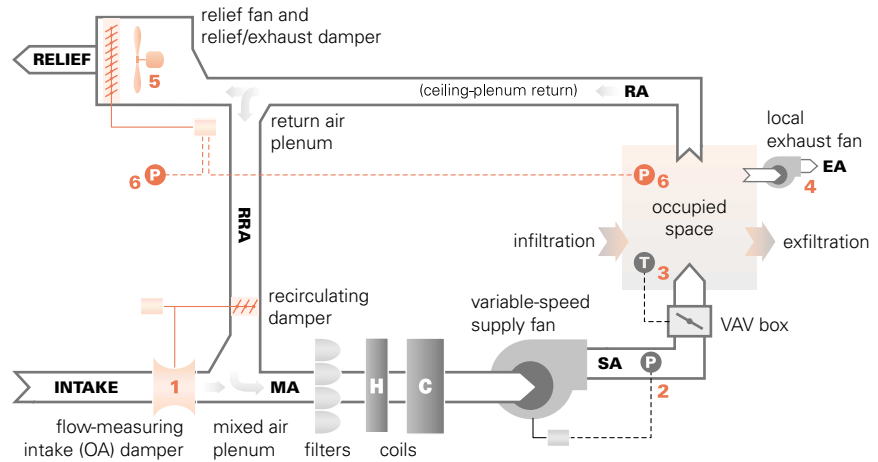 relief fan and
relief/exhaust damper
RELIEF
5
(ceiling-plenum return)
RA
return air
plenum
local
exhaust fan
EA
4
6
P
P
6
occupied
space
RRA
infiltration
exfiltration
T
3
recirculating
damper
variable-speed
supply fan
VAV box
INTAKE
1
MA
H
C
SA
P
2
flow-measuring
intake (OA) damper
mixed air
plenum
filters
coils